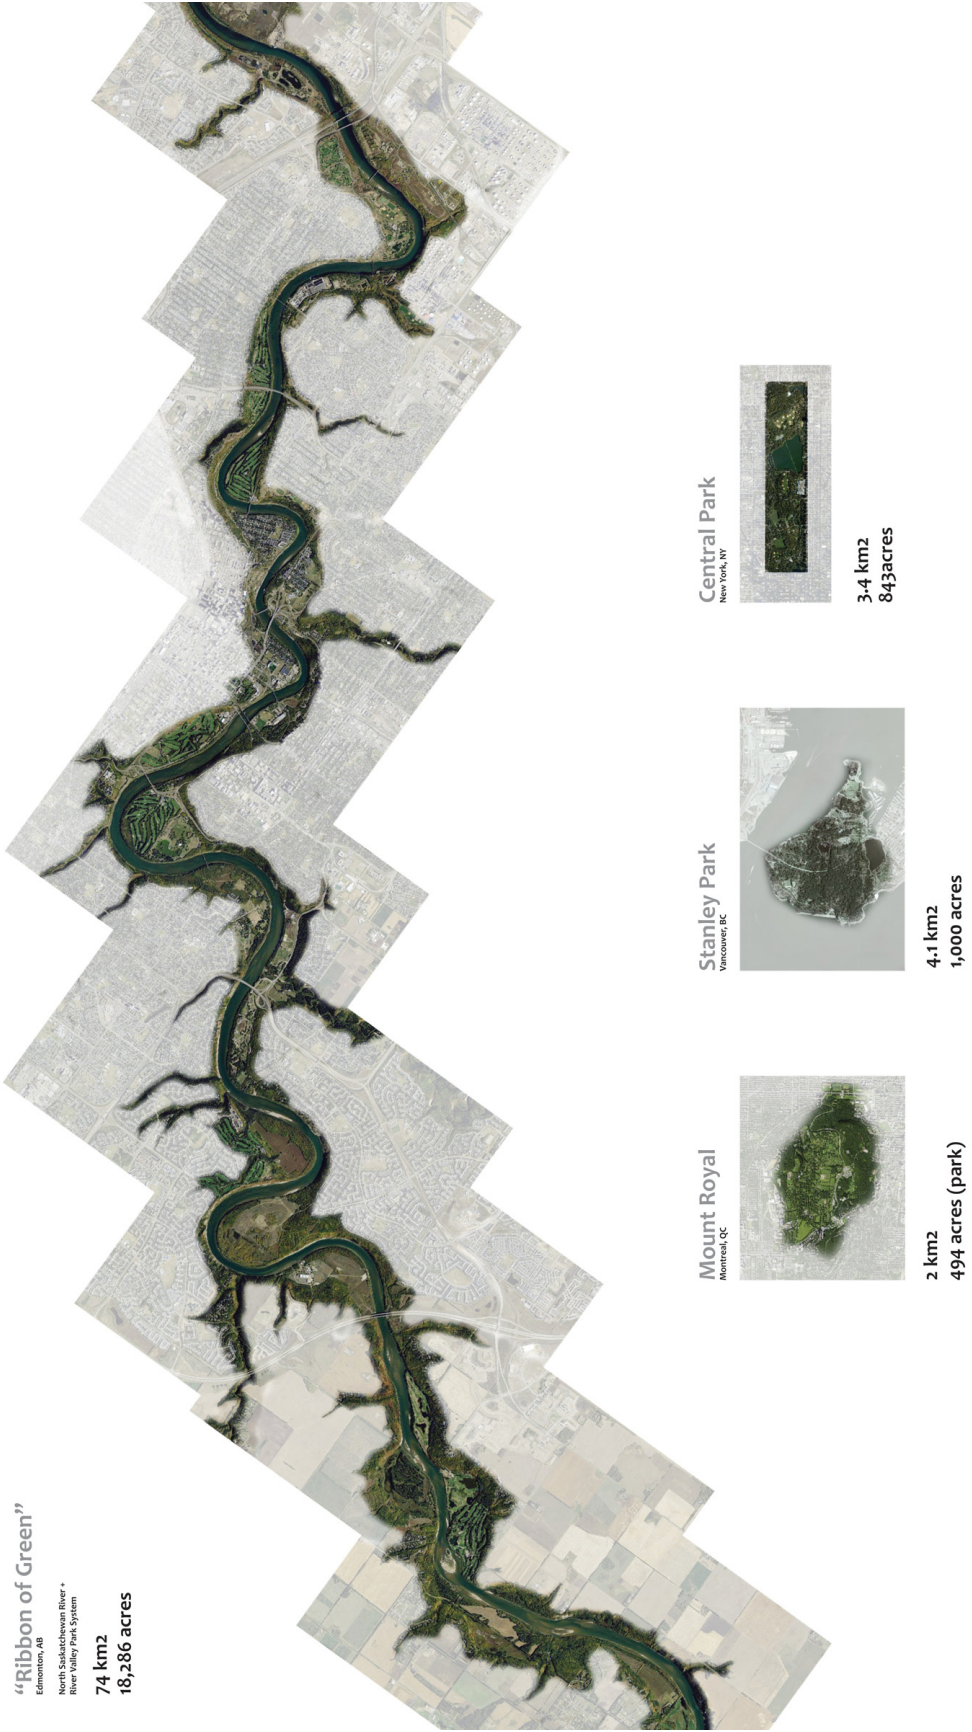 “Ribbon of Green”
Edmonton, AB
North Saskatchewan River +
River Valley Park System
74 km2
18,286 acres
Mount Royal
Montreal, QC
2 km2
494 acres (park)
Stanley Park
Vancouver, BC
4.1 km2
1,000 acres
Central Park
New York, NY
3.4 km2
843acres